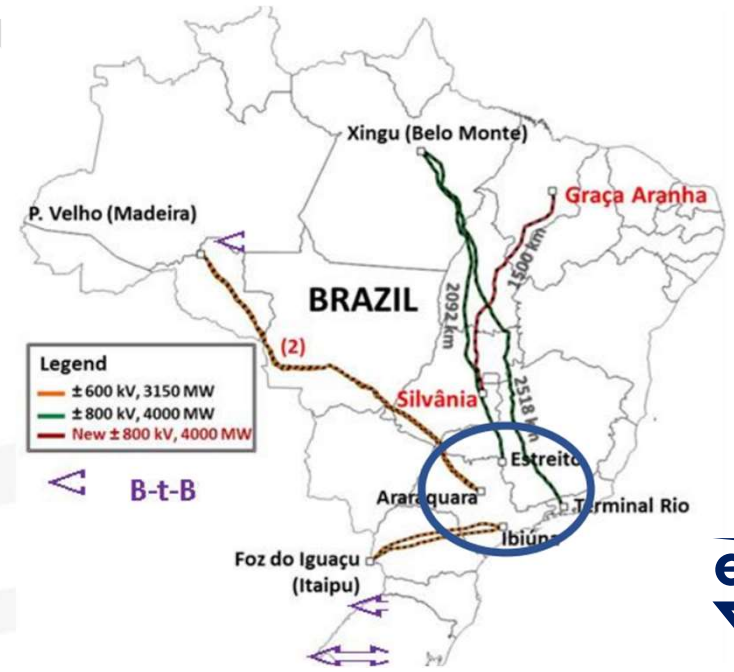 Xingu (Belo Monte)
Graça Aranha
P. Velho (Madeira)
1500 km
BRAZIL
2092 km
(2)
Legend
± 600 kV, 3150 MW
± 800 kV, 4000 MW
New ± 800 kV, 4000 MW
Silvânia
2518 km
B-t-B
Estreito
Araraquara
Terminal Rio
Ibiúna
Foz do Iguaçu
(Itaipu)
e